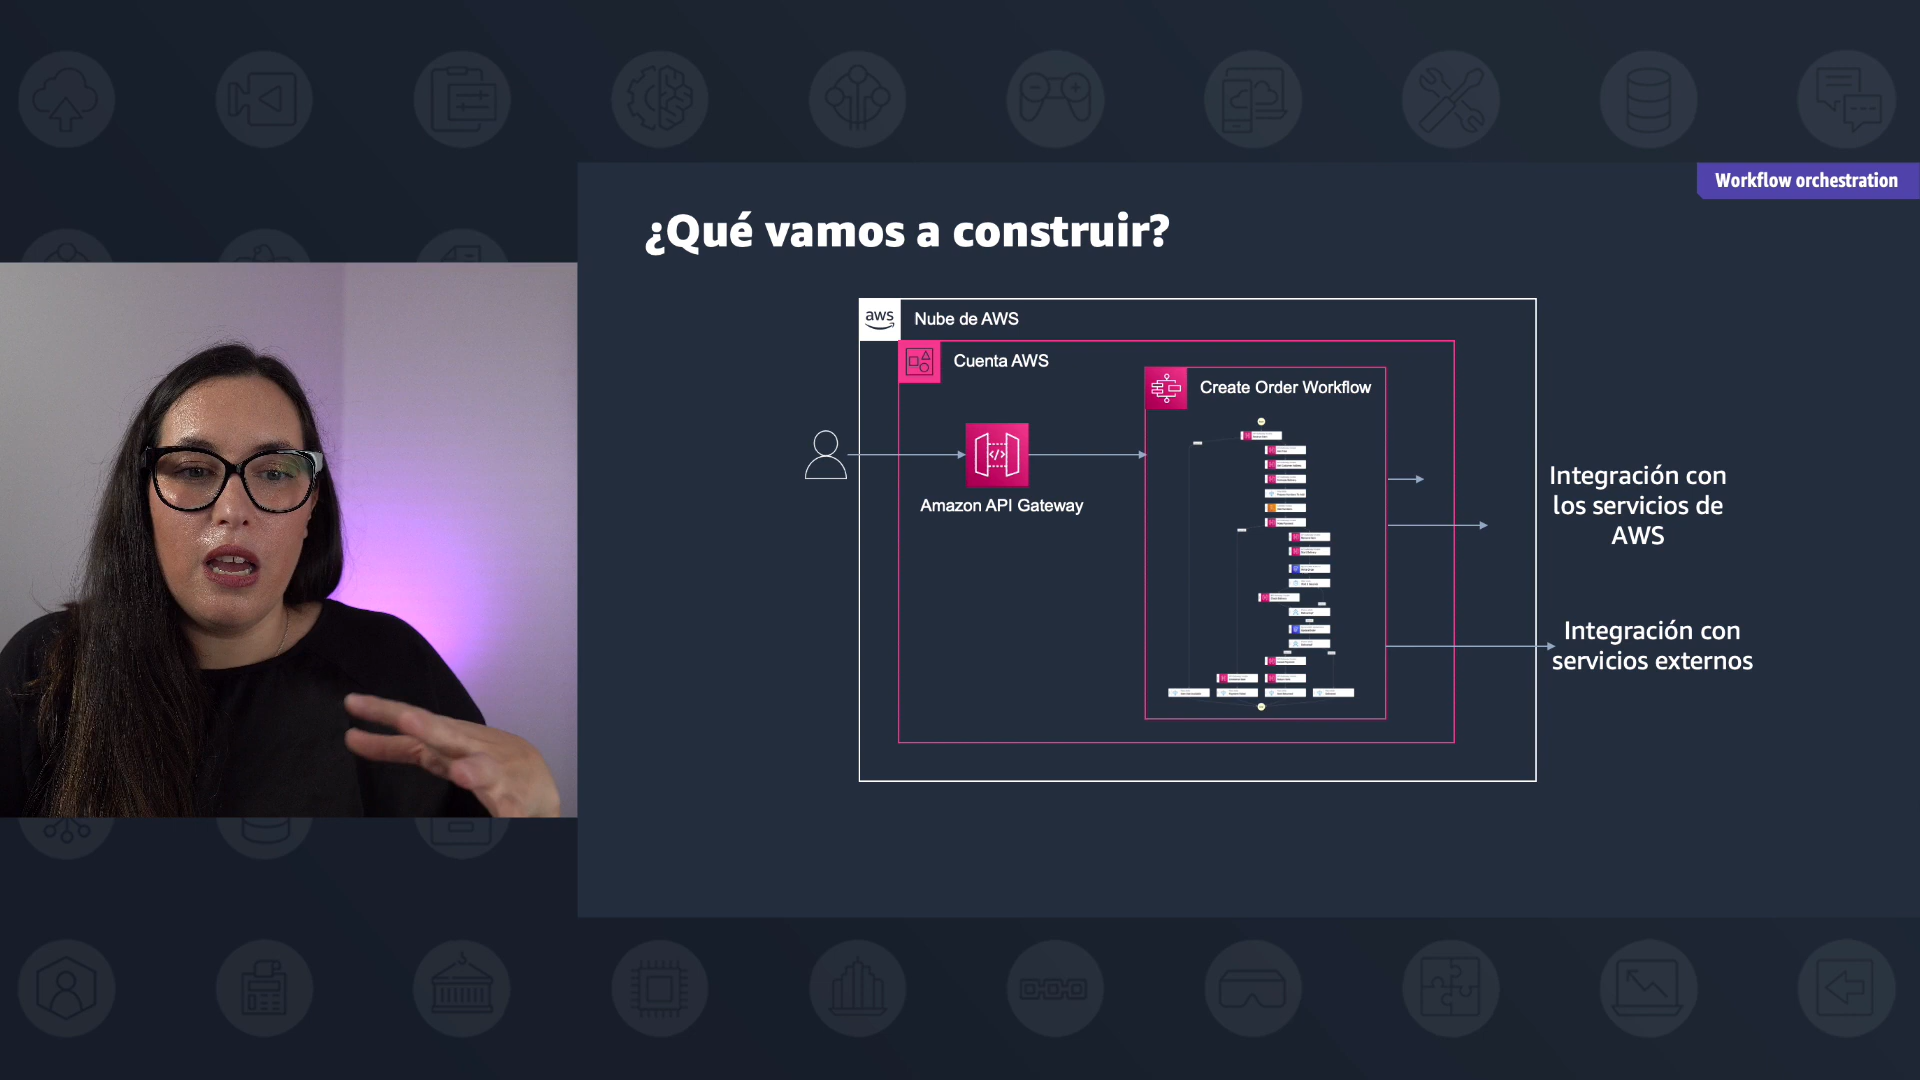 Workflow orchestration
¿Qué vamos a construir?
aws
Nube de AWS
Cuenta AWS
Create Order Workflow
Amazon API Gateway
Integración con
los servicios de
AWS
Integración con
servicios externos